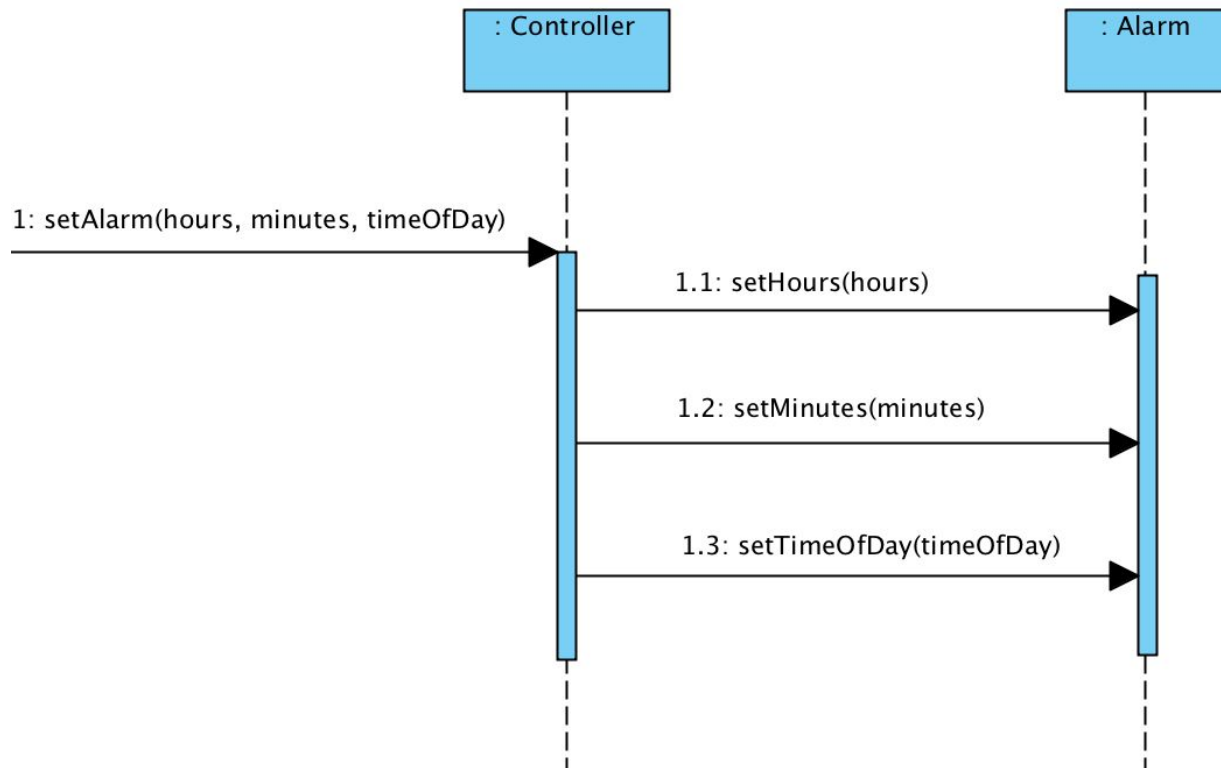 : Controller
: Alarm
1: setAlarm(hours, minutes, timeOfDay)
1.1: setHours(hours)
1.2: setMinutes(minutes)
1.3: setTimeOfDay(timeOfDay)